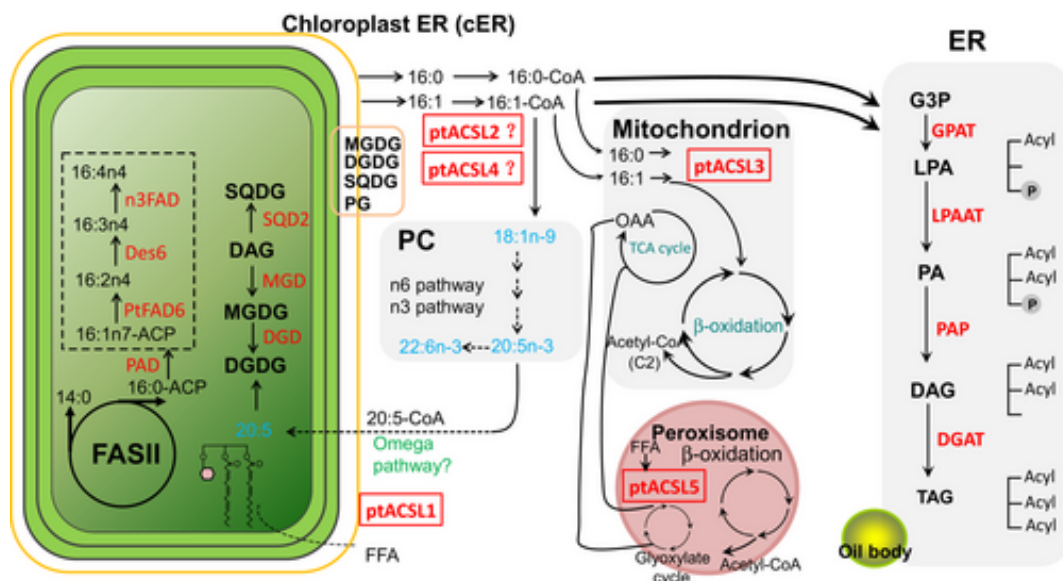 Chloroplast ER (cER)
16:4n4
n3FAD
16:3n4
Des6
16:2n4
PtFAD6
16:1n7-ACP
PAD
16:0-ACP
14:0
FASII
SQDG
SQD2
DAG
MGD
MGDG
DGD
DGDG
20:5
16:0
16:0-CoA
16:1
16:1-CoA
MGDG
DGDG
SQDG
PG
ptACSL2 ?
ptACSL4 ?
PC
18:1n-9
n6 pathway
n3 pathway
22:6n-3
20:5n-3
20:5-CoA
Omega
pathway?
ptACSL1
FFA
Mitochondrion
16:0
16:1
ptACSL3
OAA
TCA cycle
β-oxidation
Acetyl-CoA
(C2)
Peroxisome
FFA
β-oxidation
ptACSL5
Glyoxylate
cycle
Acetyl-CoA
ER
G3P
GPAT
Acyl
LPA
P
LPAAT
Acyl
PA
Acyl
P
PAP
Acyl
DAG
Acyl
DGAT
Acyl
TAG
Acyl
Acyl
Oil body